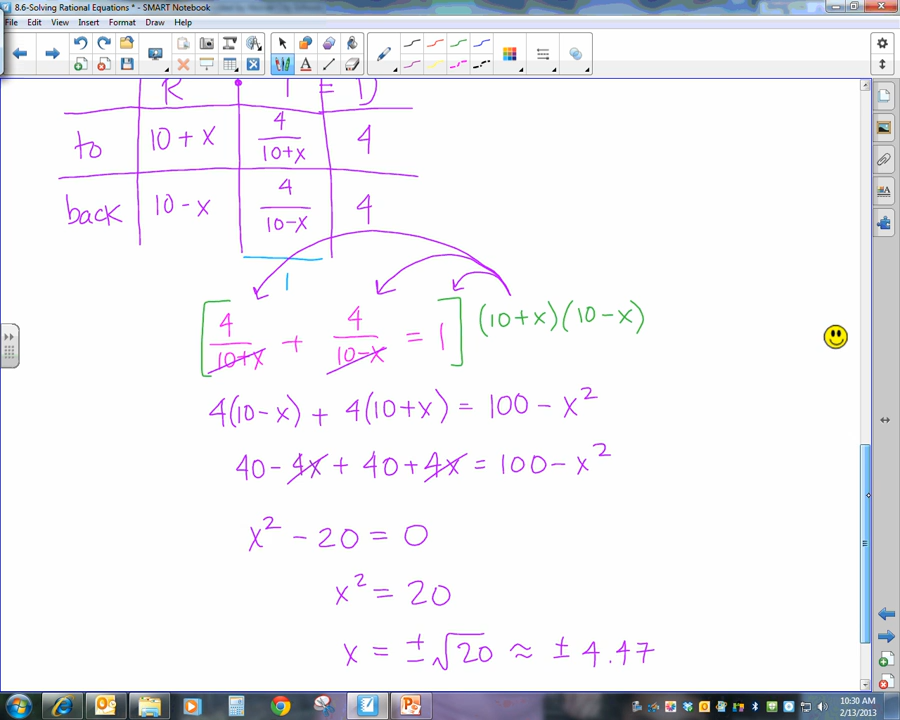 8.6-Solving Rational Equations * - SMART Notebook
File Edit View Insert Format Draw Help
R • T = D
to 10+x 4/(10+x) 4
back 10-x 4/(10-x) 4
1
[4/(10+x) + 4/(10-x) = 1] (10+x)(10-x)
4(10-x) + 4(10+x) = 100 - x²
40 - 4x + 40 + 4x = 100 - x²
x² - 20 = 0
x² = 20
x = ±√20 ≈ ±4.47
10:30 AM
2/13/2013